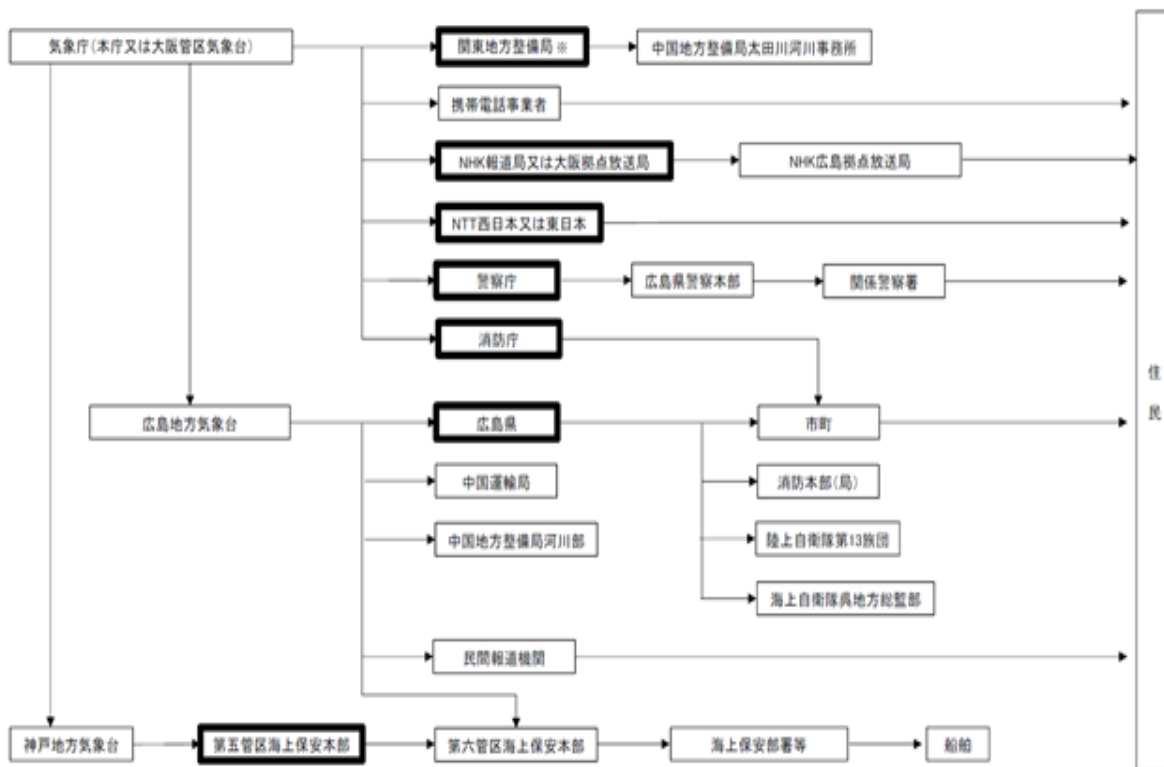 気象庁(本庁又は大阪管区気象台)
関東地方整備局※
中国地方整備局太田川河川事務所
携帯電話事業者
NHK報道局又は大阪拠点放送局
NHK広島拠点放送局
NTT西日本又は東日本
警察庁
広島県警察本部
関係警察署
消防庁
広島地方気象台
広島県
市町
住民
中国運輸局
消防本部(局)
中国地方整備局河川部
陸上自衛隊第13旅団
海上自衛隊呉地方総監部
民間報道機関
神戸地方気象台
第五管区海上保安本部
第六管区海上保安本部
海上保安部署等
船舶